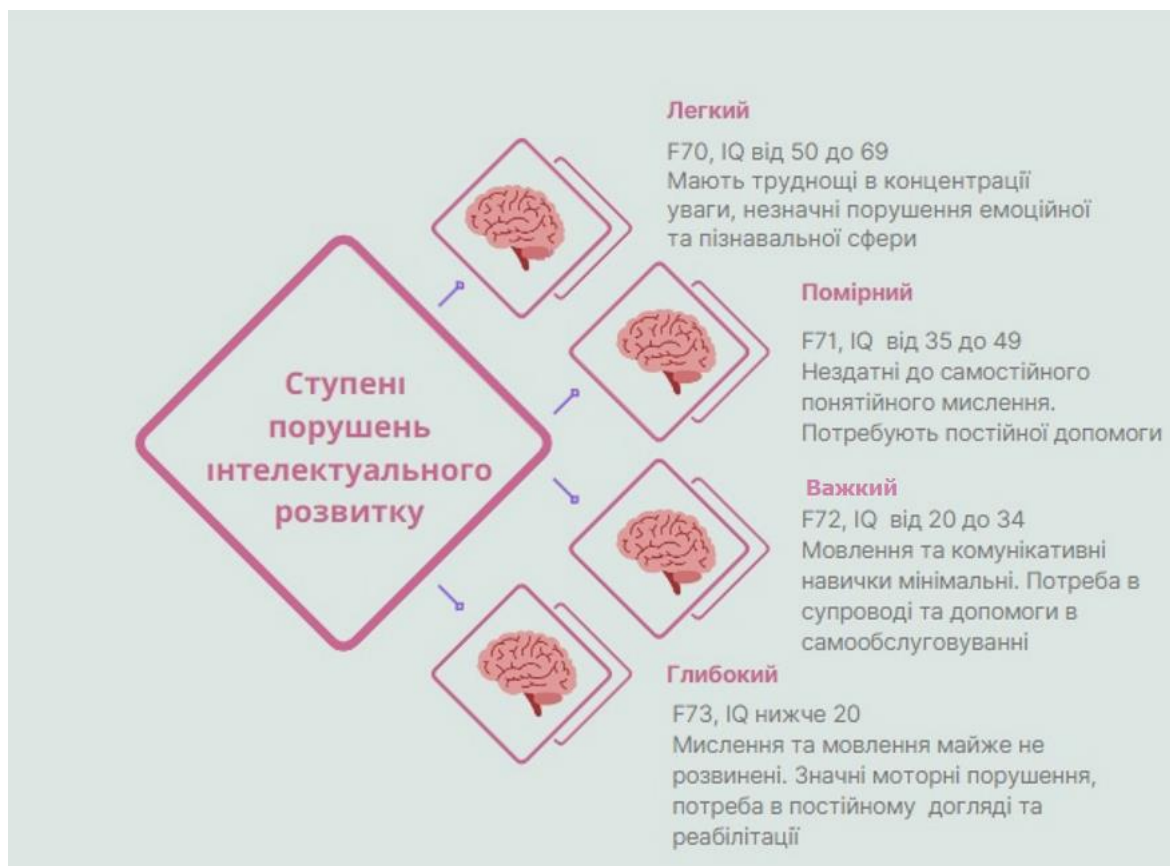 Ступені
порушень
інтелектуального
розвитку
Легкий
F70, IQ від 50 до 69
Мають труднощі в концентрації
уваги, незначні порушення емоційної
та пізнавальної сфери
Помірний
F71, IQ  від 35 до 49
Нездатні до самостійного
понятійного мислення.
Потребують постійної допомоги
Важкий
F72, IQ  від 20 до 34
Мовлення та комунікативні
навички мінімальні. Потреба в
супроводі та допомоги в
самообслуговуванні
Глибокий
F73, IQ нижче 20
Мислення та мовлення майже не
розвинені. Значні моторні порушення,
потреба в постійному  догляді та
реабілітації